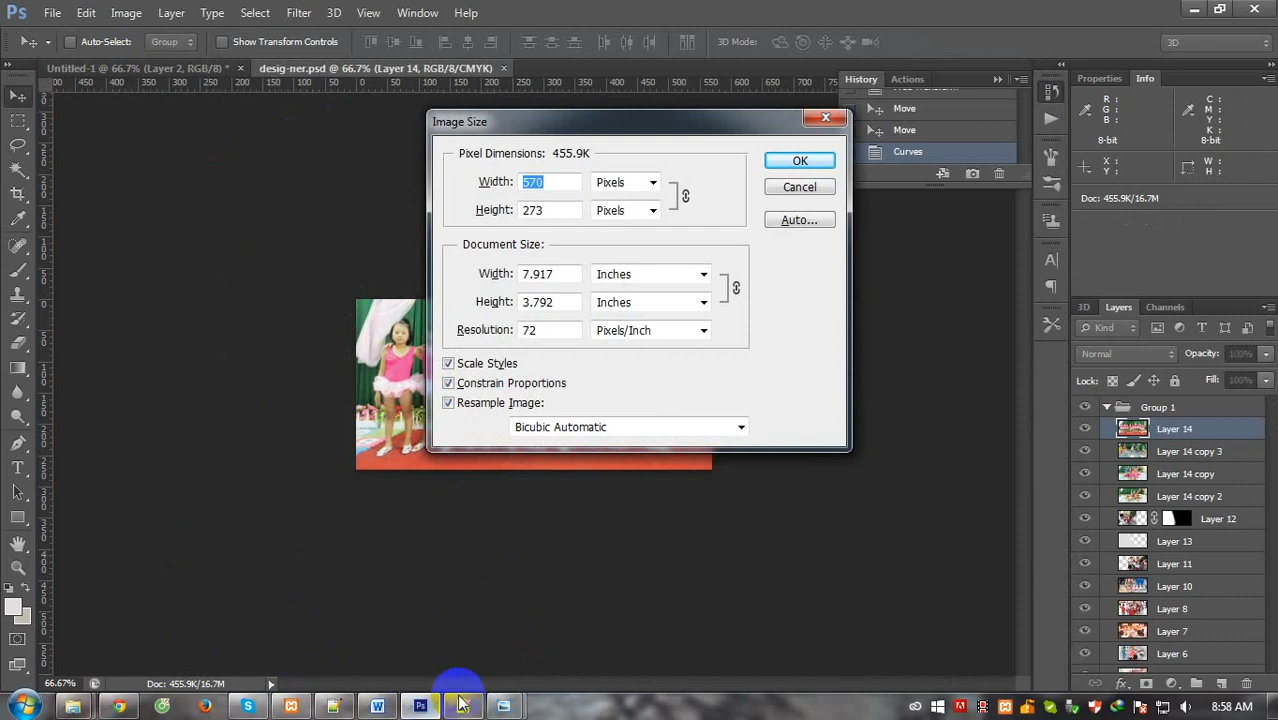 Ps File Edit Image Layer Type Select Filter 3D View Window Help
Auto-Select: Group Show Transform Controls 3D Mode: 3D
Untitled-1 @ 66.7% (Layer 2, RGB/8) * × desig-ner.psd @ 66.7% (Layer 14, RGB/8/CMYK) ×
History Actions
Properties Info
Move
Move
Curves
R:
G:
B:
8-bit
C:
M:
Y:
K:
8-bit
X:
Y:
W:
H:
Doc: 455.9K/16.7M
Image Size
Pixel Dimensions: 455.9K
Width: 570 Pixels
Height: 273 Pixels
Document Size:
Width: 7.917 Inches
Height: 3.792 Inches
Resolution: 72 Pixels/Inch
Scale Styles
Constrain Proportions
Resample Image:
Bicubic Automatic
OK
Cancel
Auto...
3D Layers Channels
Kind
Normal Opacity: 100%
Lock: Fill: 100%
Group 1
Layer 14
Layer 14 copy 3
Layer 14 copy
Layer 14 copy 2
Layer 12
Layer 13
Layer 11
Layer 10
Layer 8
Layer 7
Layer 6
66.67% Doc: 455.9K/16.7M
8:58 AM